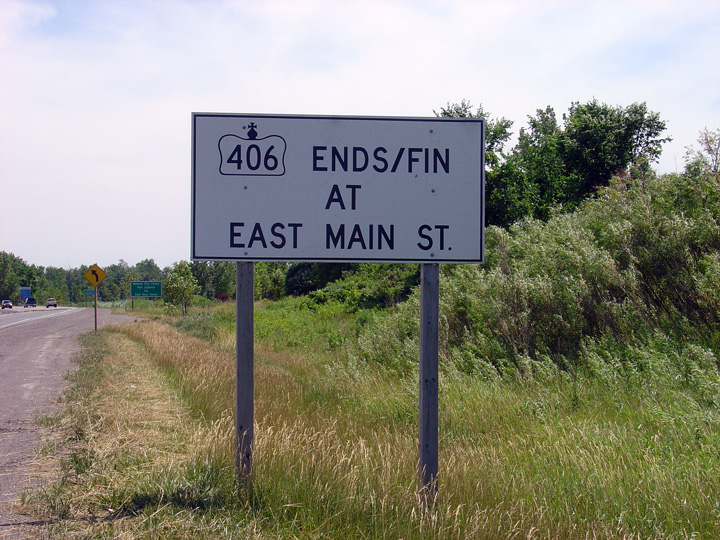 406 ENDS/FIN
AT
EAST MAIN ST.